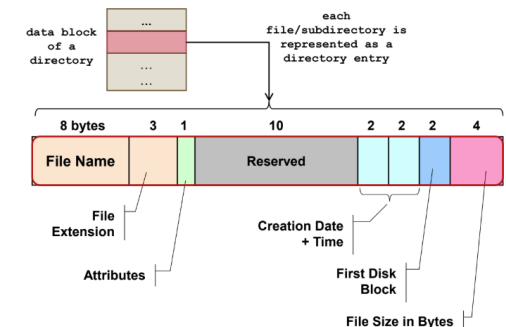 ...
data block
of a
directory
...
...
each
file/subdirectory is
represented as a
directory entry
8 bytes 3 1 10 2 2 2 4
File Name Reserved
File
Extension
Attributes
Creation Date
+ Time
First Disk
Block
File Size in Bytes